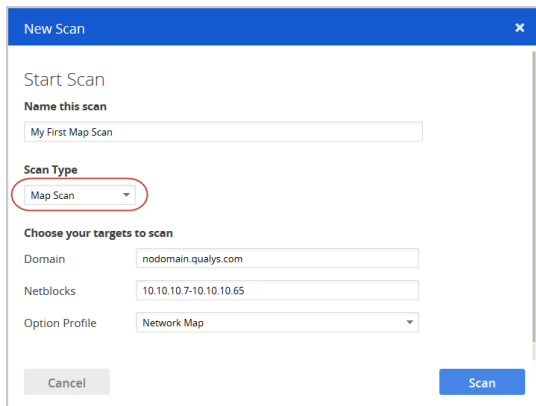 New Scan ×
Start Scan
Name this scan
My First Map Scan
Scan Type
Map Scan
Choose your targets to scan
Domain nodomain.qualys.com
Netblocks 10.10.10.7-10.10.10.65
Option Profile Network Map
Cancel Scan